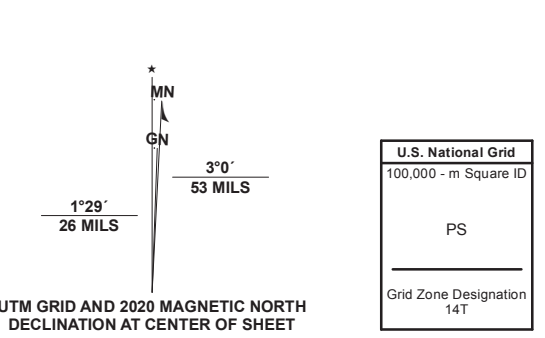 ★
MN
GN
3°0´
53 MILS
1°29´
26 MILS
UTM GRID AND 2020 MAGNETIC NORTH
DECLINATION AT CENTER OF SHEET
U.S. National Grid
100,000 - m Square ID
PS
Grid Zone Designation
14T